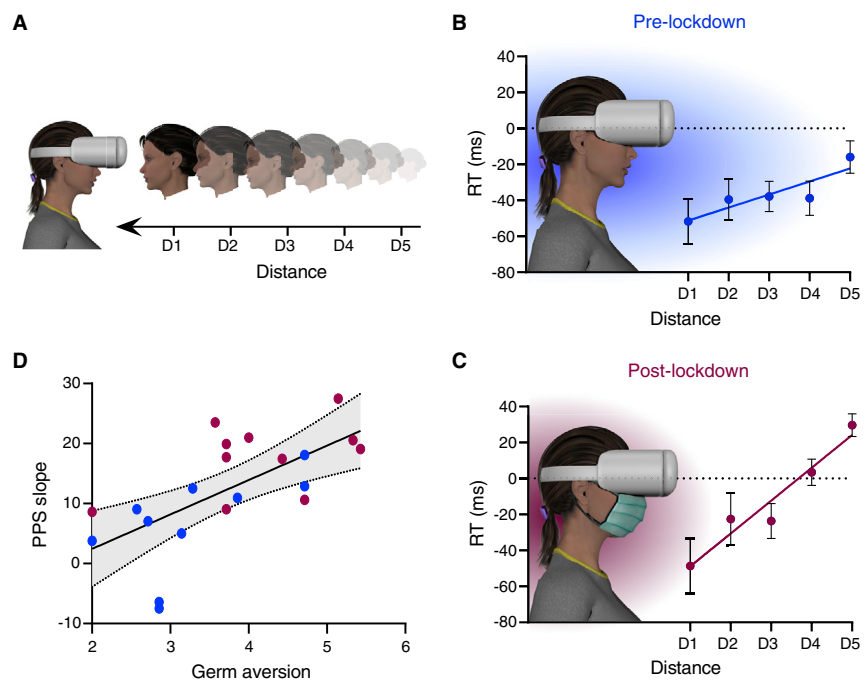 A
D1 D2 D3 D4 D5
Distance
B
Pre-lockdown
40
20
0
-20
-40
-60
-80
RT (ms)
D1 D2 D3 D4 D5
Distance
D
30
20
10
0
-10
PPS slope
2 3 4 5 6
Germ aversion
C
Post-lockdown
40
20
0
-20
-40
-60
-80
RT (ms)
D1 D2 D3 D4 D5
Distance